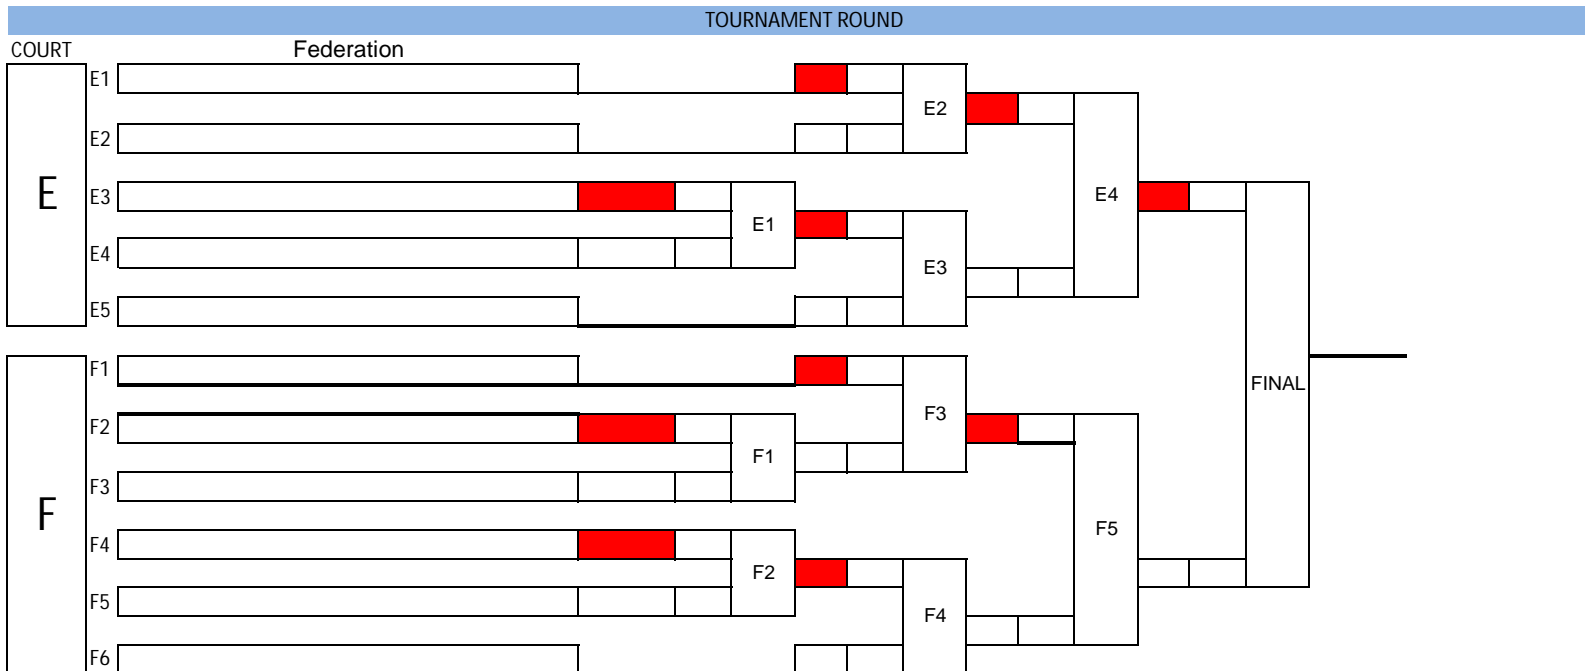 TOURNAMENT ROUND
COURT Federation
E1
E2
E2
E E3 E4
E1
E4
E3
E5
F1
FINAL
F3
F2
F1
F3
F
F4 F5
F2
F5
F4
F6